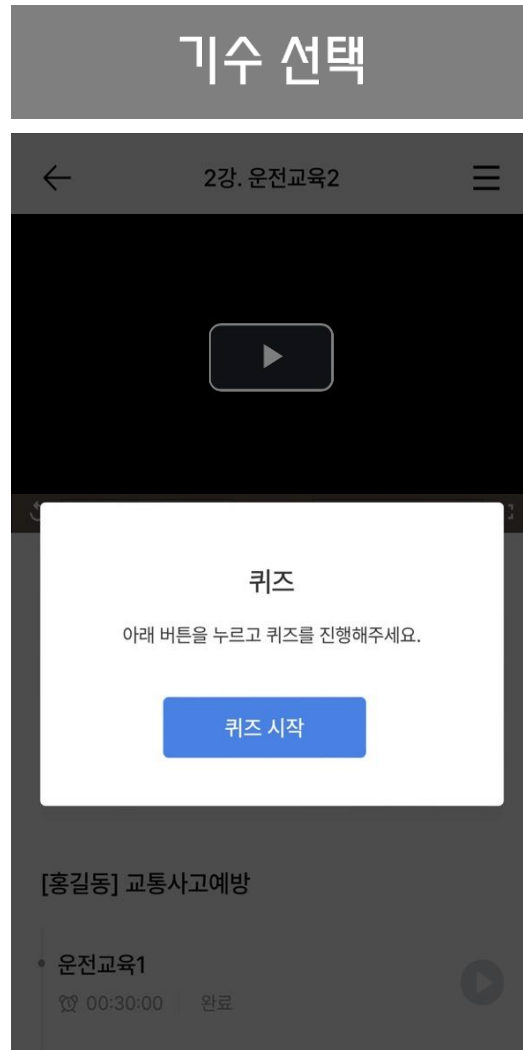 기수 선택
2강. 운전교육2
퀴즈
아래 버튼을 누르고 퀴즈를 진행해주세요.
퀴즈 시작
[홍길동] 교통사고예방
운전교육1
00:30:00 완료